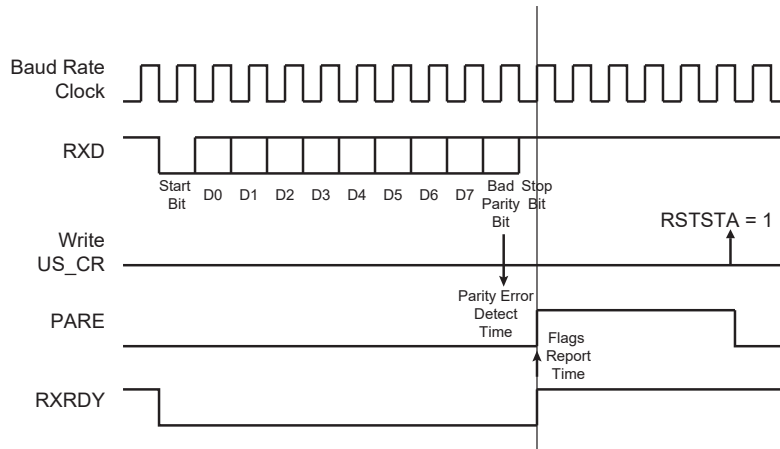 Baud Rate
Clock
RXD
Start
Bit
D0 D1 D2 D3 D4 D5 D6 D7
Bad
Parity
Bit
Stop
Bit
Write
US_CR
RSTSTA = 1
Parity Error
Detect
Time
PARE
Flags
Report
Time
RXRDY